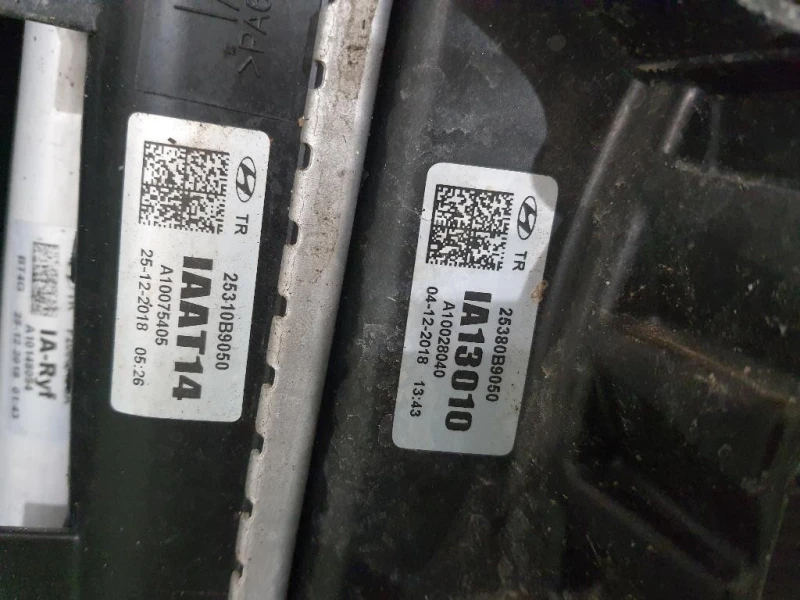 >PA6
TR
25310B9050
IAAT14
A10075405
25-12-2018 05:26
TR
25380B9050
IA13010
A10028040
04-12-2018 13:43
IA-Ryf